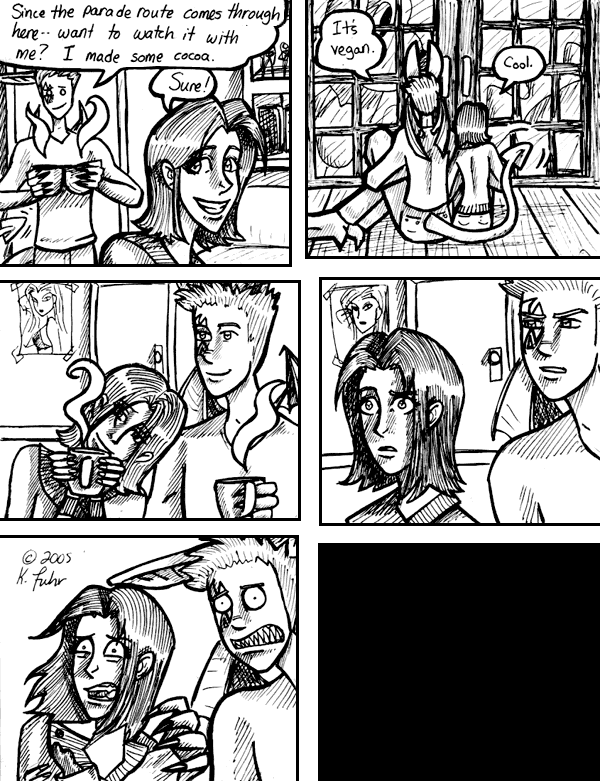 Since the parade route comes through
here-- want to watch it with
me? I made some cocoa.
Sure!
It's
vegan.
Cool.
© 2005
K. Fuhr